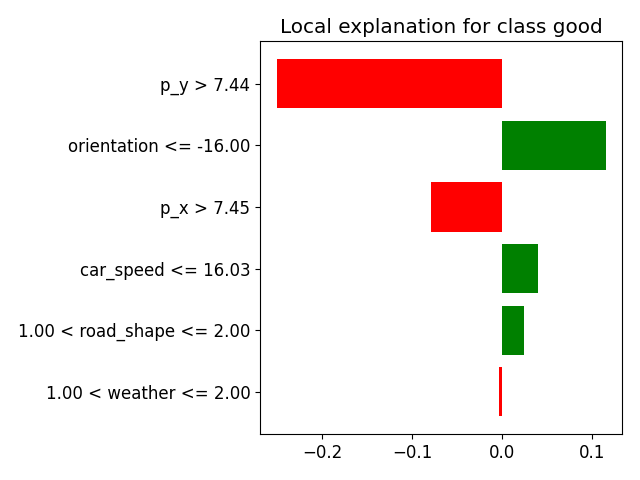 Local explanation for class good
p_y > 7.44
orientation <= -16.00
p_x > 7.45
car_speed <= 16.03
1.00 < road_shape <= 2.00
1.00 < weather <= 2.00
−0.2 −0.1 0.0 0.1